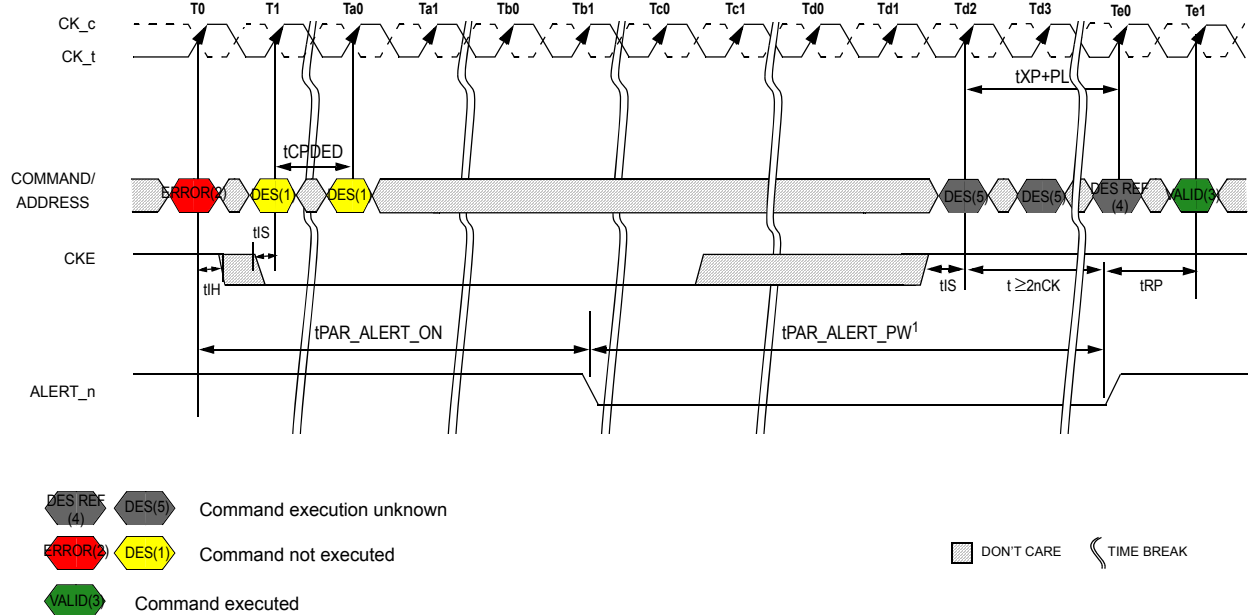 T0 T1 Ta0 Ta1 Tb0 Tb1 Tc0 Tc1 Td0 Td1 Td2 Td3 Te0 Te1
CK_c
CK_t
tXP+PL
tCPDED
COMMAND/
ADDRESS
ERROR(2) DES(1) DES(1) DES(5) DES(5) DES REF
(4) VALID(3)
tIS
CKE
tIH
tIS t ≥2nCK tRP
tPAR_ALERT_ON tPAR_ALERT_PW1
ALERT_n
DES REF
(4) DES(5) Command execution unknown
ERROR(2) DES(1) Command not executed
DON'T CARE TIME BREAK
VALID(3) Command executed